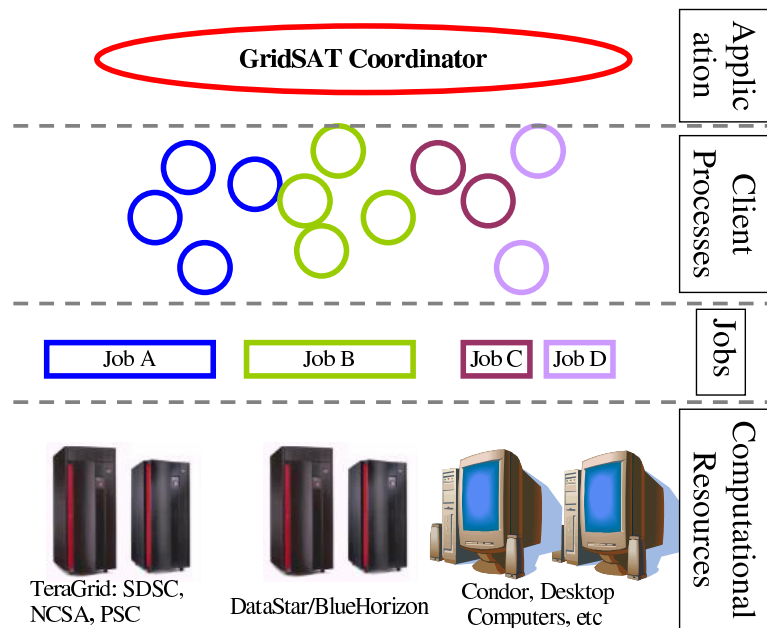 GridSAT Coordinator
Applic
ation
Client
Processes
Job A
Job B
Job C
Job D
Jobs
Computational
Resources
TeraGrid: SDSC,
NCSA, PSC
DataStar/BlueHorizon
Condor, Desktop
Computers, etc